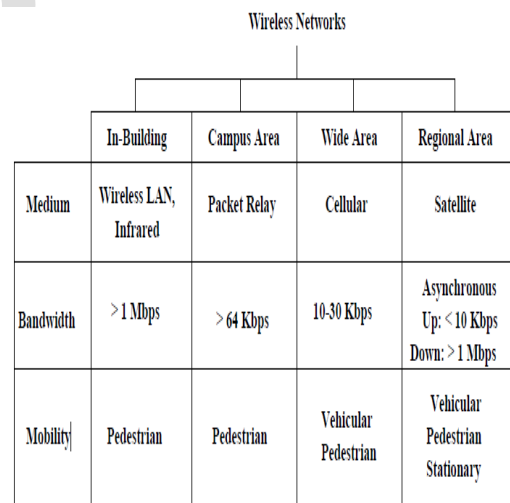 Wireless Networks
In-Building Campus Area Wide Area Regional Area
Medium
Wireless LAN,
Infrared
Packet Relay
Cellular
Satellite
Bandwidth
>1 Mbps
>64 Kbps
10-30 Kbps
Asynchronous
Up: <10 Kbps
Down: >1 Mbps
Mobility
Pedestrian
Pedestrian
Vehicular
Pedestrian
Vehicular
Pedestrian
Stationary